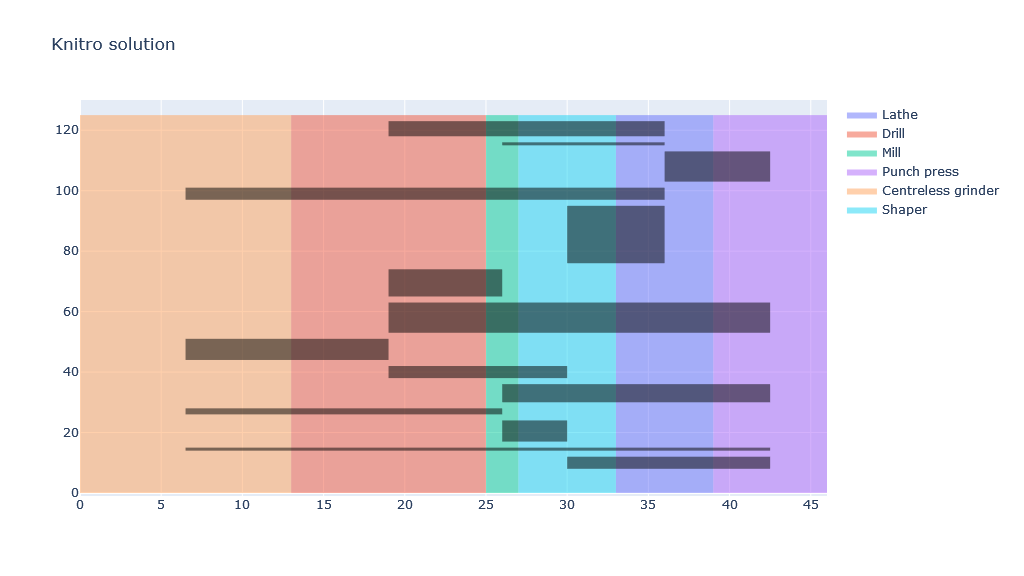 Knitro solution
120
100
80
60
40
20
0
0 5 10 15 20 25 30 35 40 45
Lathe
Drill
Mill
Punch press
Centreless grinder
Shaper